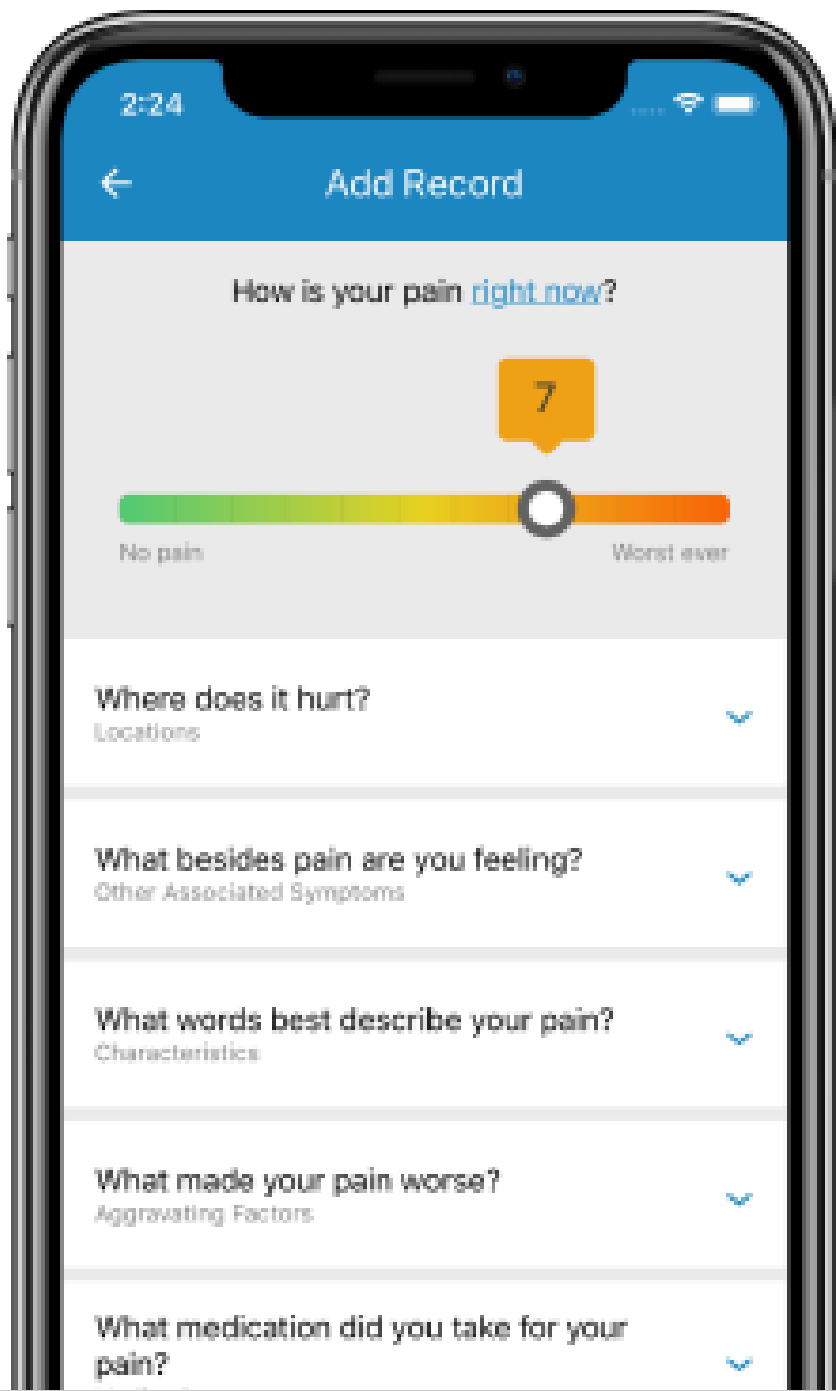 2:24
Add Record
How is your pain right now?
7
No pain
Worst ever
Where does it hurt?
Locations
What besides pain are you feeling?
Other Associated Symptoms
What words best describe your pain?
Characteristics
What made your pain worse?
Aggravating Factors
What medication did you take for your
pain?